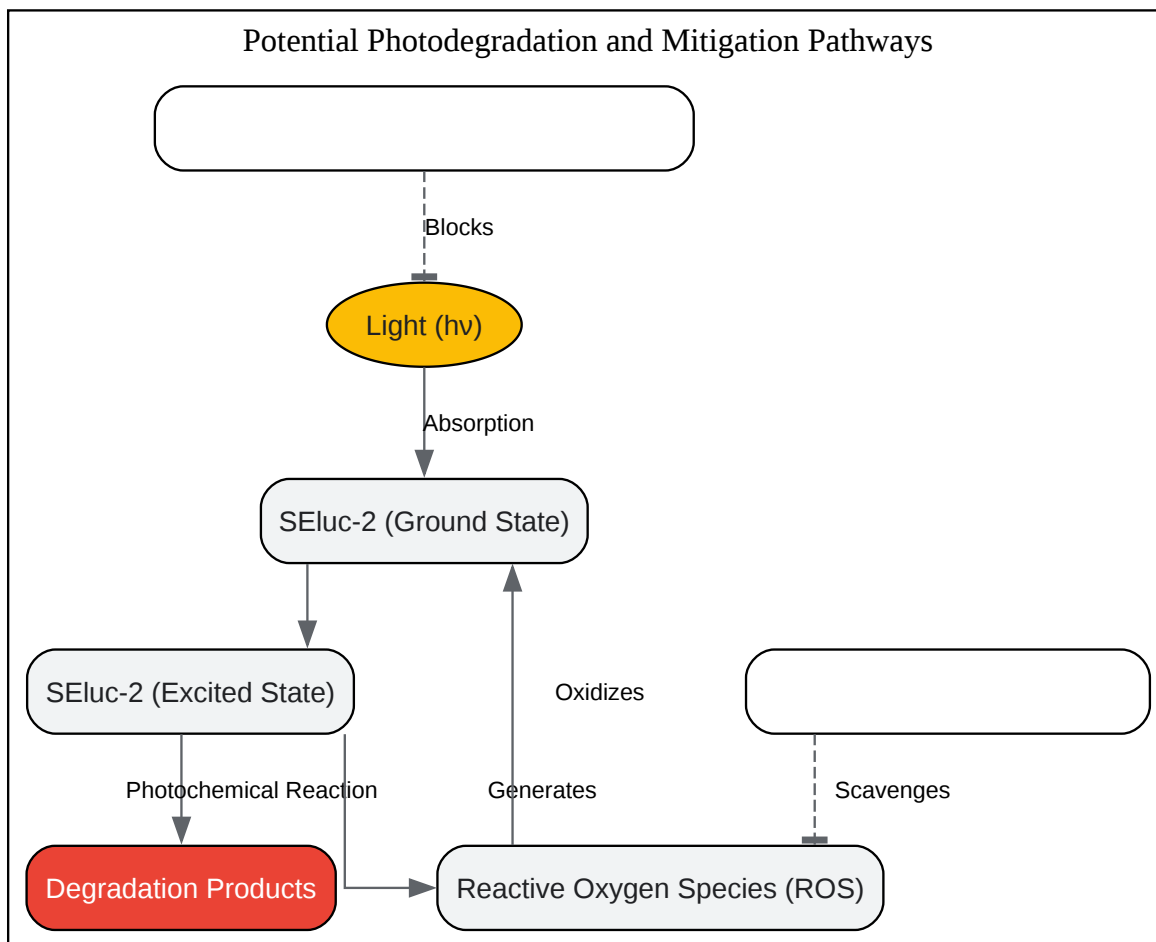 Potential Photodegradation and Mitigation Pathways
Blocks
Light (hν)
Absorption
SEluc-2 (Ground State)
SEluc-2 (Excited State)
Oxidizes
Photochemical Reaction
Generates
Scavenges
Degradation Products
Reactive Oxygen Species (ROS)